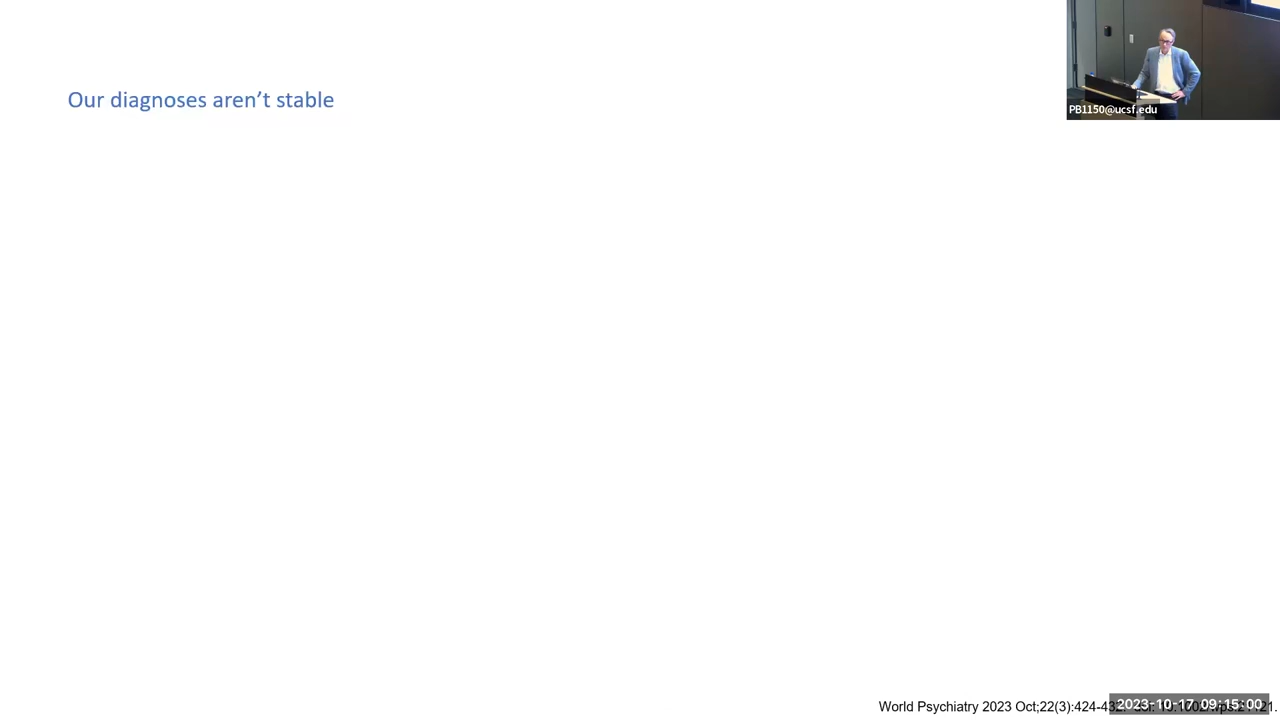 Our diagnoses aren’t stable
PB1150@ucsf.edu
World Psychiatry 2023 Oct;22(3):424-432.
2023-10-17 09:15:00